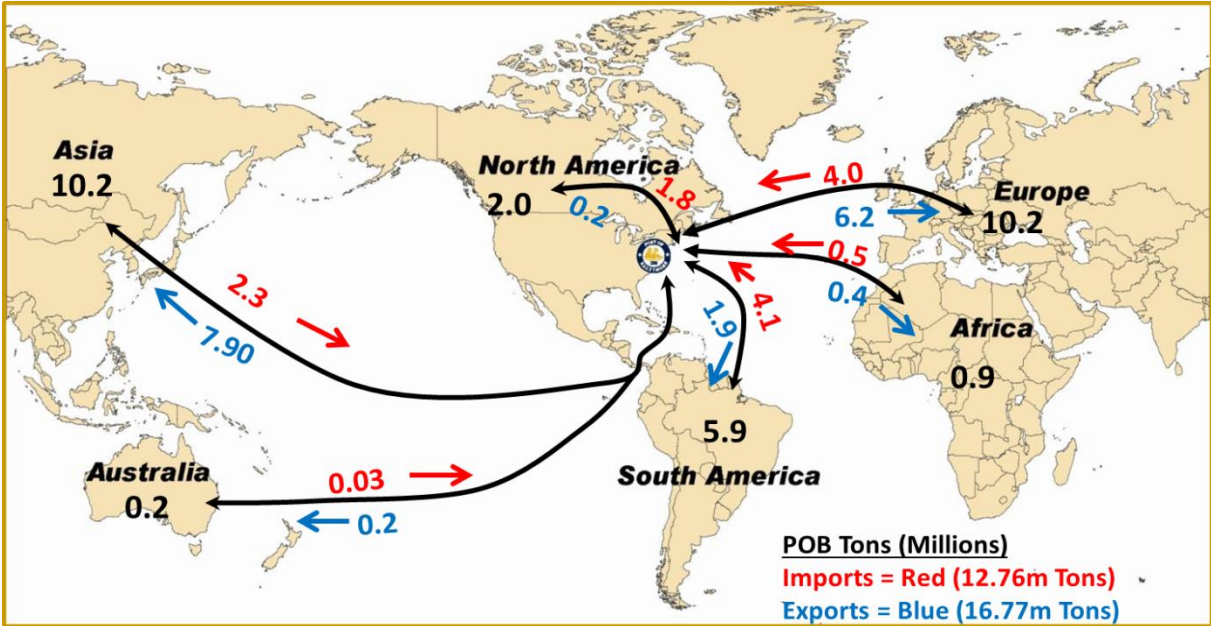 Asia
10.2
North America
2.0
1.8
0.2
4.0
6.2
Europe
10.2
0.5
0.4
Africa
0.9
2.3
7.90
1.9
4.1
5.9
South America
Australia
0.2
0.03
0.2
POB Tons (Millions)
Imports = Red (12.76m Tons)
Exports = Blue (16.77m Tons)